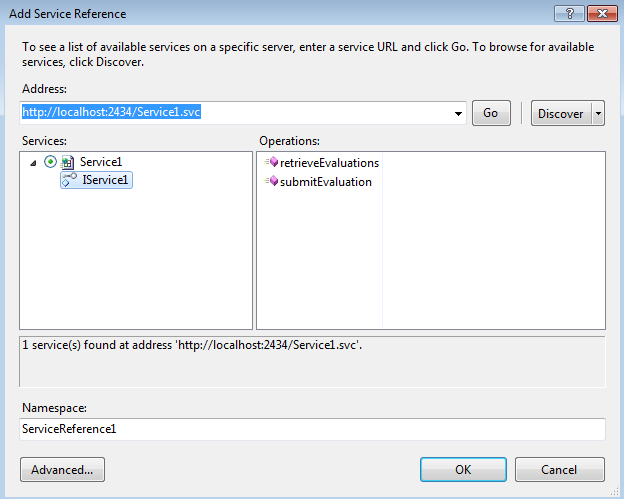 Add Service Reference
To see a list of available services on a specific server, enter a service URL and click Go. To browse for available
services, click Discover.
Address:
http://localhost:2434/Service1.svc
Go
Discover
Services:
Operations:
Service1
IService1
retrieveEvaluations
submitEvaluation
1 service(s) found at address 'http://localhost:2434/Service1.svc'.
Namespace:
ServiceReference1
Advanced...
OK
Cancel